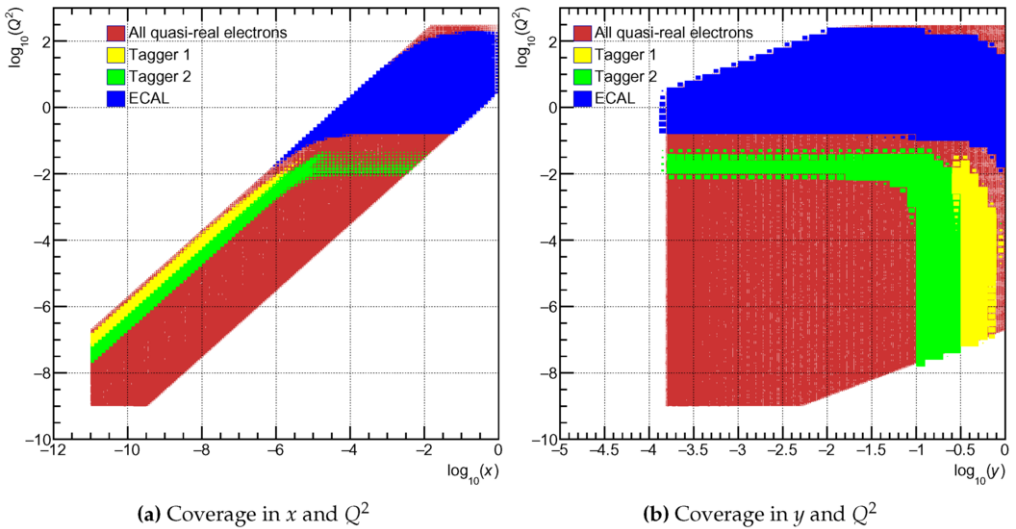 log₁₀(Q²)
All quasi-real electrons
Tagger 1
Tagger 2
ECAL
2
0
−2
−4
−6
−8
−10
−12 −10 −8 −6 −4 −2 0
log₁₀(x)
(a) Coverage in x and Q²
log₁₀(Q²)
All quasi-real electrons
Tagger 1
Tagger 2
ECAL
2
0
−2
−4
−6
−8
−10
−5 −4.5 −4 −3.5 −3 −2.5 −2 −1.5 −1 −0.5 0
log₁₀(y)
(b) Coverage in y and Q²